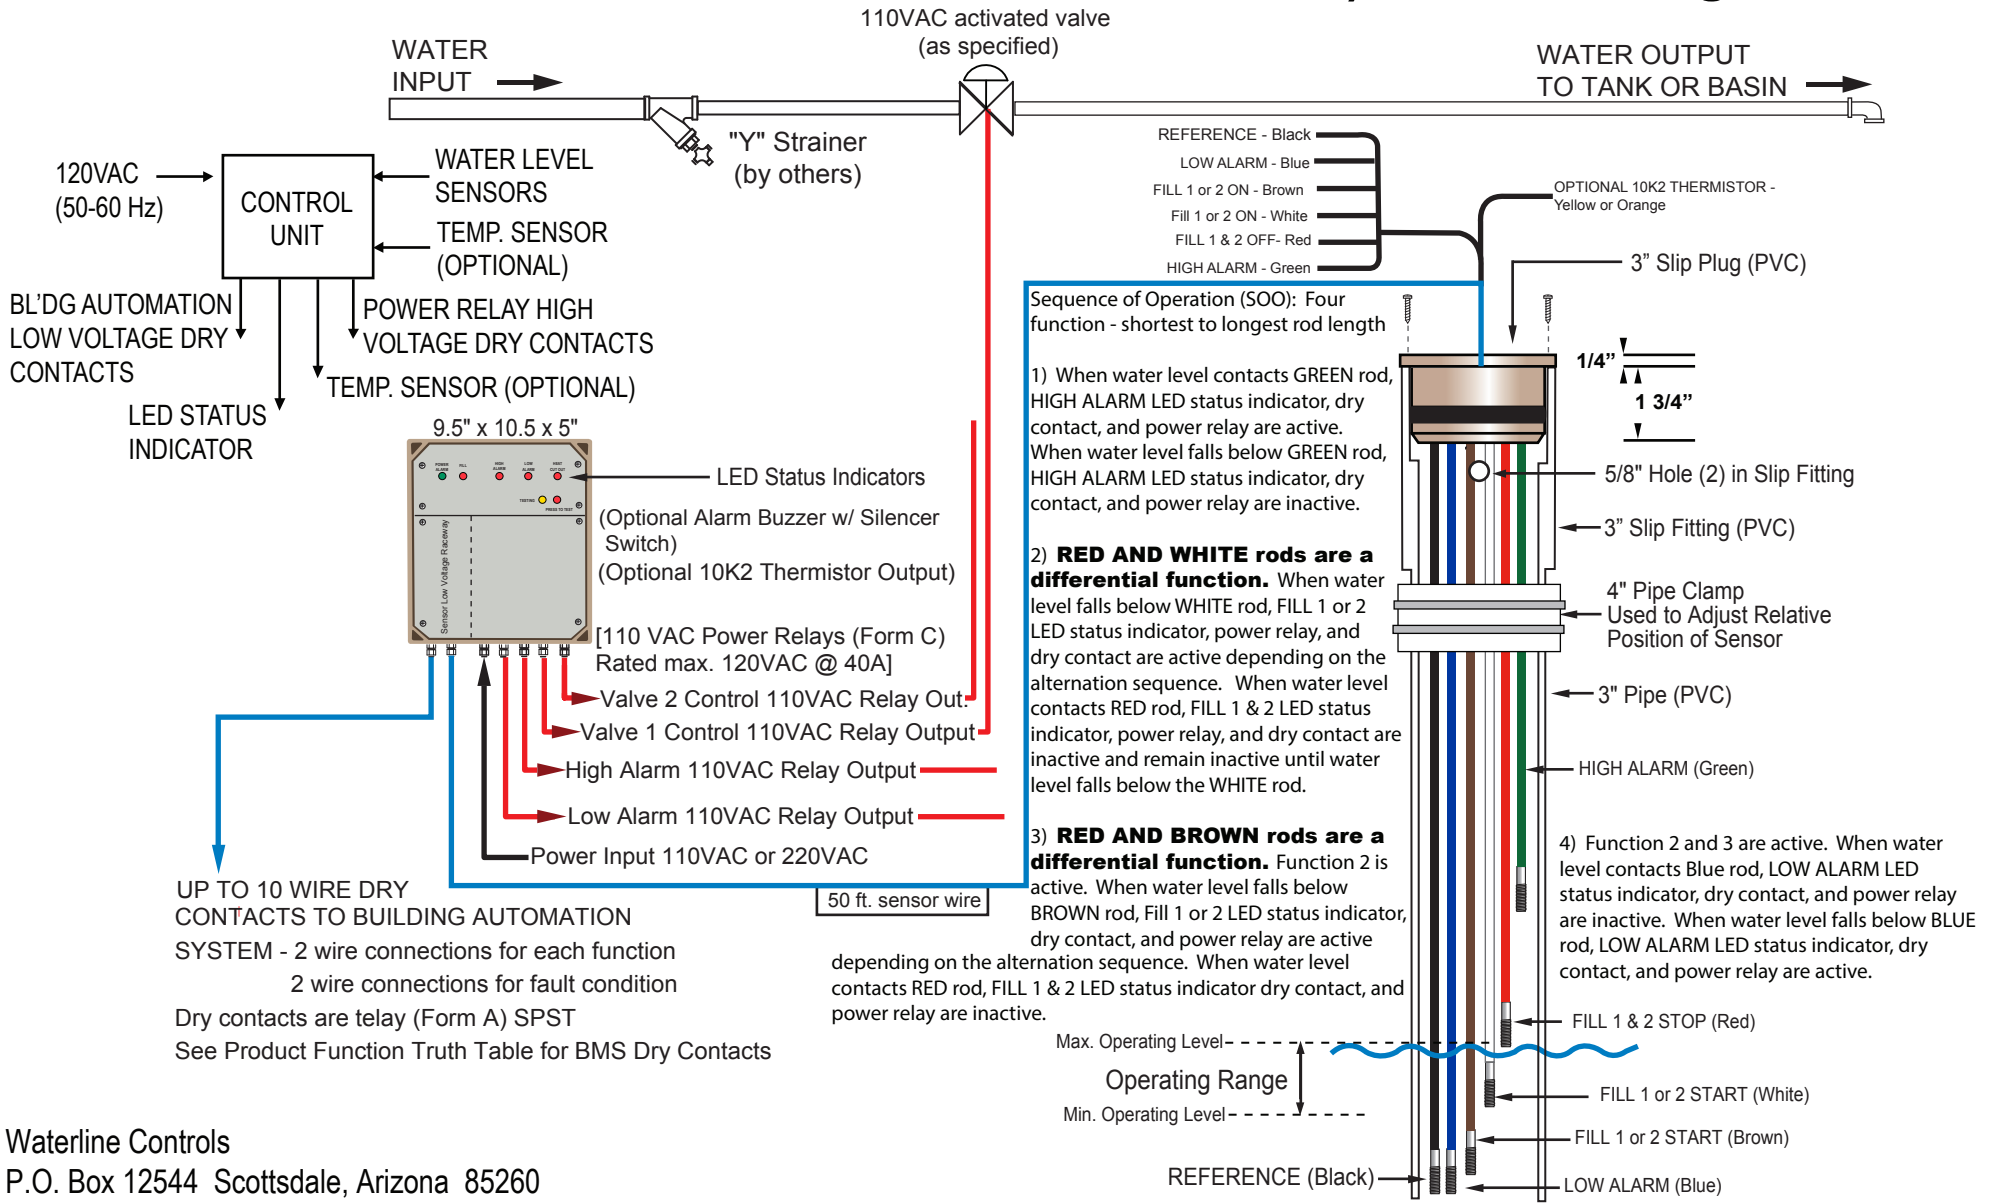 110VAC activated valve
(as specified)
WATER
INPUT
WATER OUTPUT
TO TANK OR BASIN
"Y" Strainer
(by others)
120VAC
(50-60 Hz)
CONTROL
UNIT
WATER LEVEL
SENSORS
TEMP. SENSOR
(OPTIONAL)
BL'DG AUTOMATION
LOW VOLTAGE DRY
CONTACTS
POWER RELAY HIGH
VOLTAGE DRY CONTACTS
TEMP. SENSOR (OPTIONAL)
LED STATUS
INDICATOR
REFERENCE - Black
LOW ALARM - Blue
FILL 1 or 2 ON - Brown
Fill 1 or 2 ON - White
FILL 1 & 2 OFF- Red
HIGH ALARM - Green
OPTIONAL 10K2 THERMISTOR -
Yellow or Orange
3” Slip Plug (PVC)
1/4”
1 3/4”
5/8" Hole (2) in Slip Fitting
3” Slip Fitting (PVC)
4" Pipe Clamp
Used to Adjust Relative
Position of Sensor
3" Pipe (PVC)
HIGH ALARM (Green)
9.5" x 10.5 x 5"
POWER
ALARM
FILL
HIGH
ALARM
LOW
ALARM
HEAT
CUT OUT
TESTING
PRESS TO TEST
Sensor Low Voltage Raceway
LED Status Indicators
(Optional Alarm Buzzer w/ Silencer
Switch)
(Optional 10K2 Thermistor Output)
[110 VAC Power Relays (Form C)
Rated max. 120VAC @ 40A]
Valve 2 Control 110VAC Relay Out.
Valve 1 Control 110VAC Relay Output
High Alarm 110VAC Relay Output
Low Alarm 110VAC Relay Output
Power Input 110VAC or 220VAC
50 ft. sensor wire
UP TO 10 WIRE DRY
CONTACTS TO BUILDING AUTOMATION
SYSTEM - 2 wire connections for each function
2 wire connections for fault condition
Dry contacts are telay (Form A) SPST
See Product Function Truth Table for BMS Dry Contacts
Sequence of Operation (SOO): Four
function - shortest to longest rod length
1) When water level contacts GREEN rod,
HIGH ALARM LED status indicator, dry
contact, and power relay are active.
When water level falls below GREEN rod,
HIGH ALARM LED status indicator, dry
contact, and power relay are inactive.
2) RED AND WHITE rods are a
differential function. When water
level falls below WHITE rod, FILL 1 or 2
LED status indicator, power relay, and
dry contact are active depending on the
alternation sequence. When water level
contacts RED rod, FILL 1 & 2 LED status
indicator, power relay, and dry contact are
inactive and remain inactive until water
level falls below the WHITE rod.
3) RED AND BROWN rods are a
differential function. Function 2 is
active. When water level falls below
BROWN rod, Fill 1 or 2 LED status indicator,
dry contact, and power relay are active
depending on the alternation sequence. When water level
contacts RED rod, FILL 1 & 2 LED status indicator dry contact, and
power relay are inactive.
4) Function 2 and 3 are active. When water
level contacts Blue rod, LOW ALARM LED
status indicator, dry contact, and power relay
are inactive. When water level falls below BLUE
rod, LOW ALARM LED status indicator, dry
contact, and power relay are active.
Max. Operating Level
Operating Range
Min. Operating Level
FILL 1 & 2 STOP (Red)
FILL 1 or 2 START (White)
FILL 1 or 2 START (Brown)
REFERENCE (Black)
LOW ALARM (Blue)
Waterline Controls
P.O. Box 12544 Scottsdale, Arizona 85260